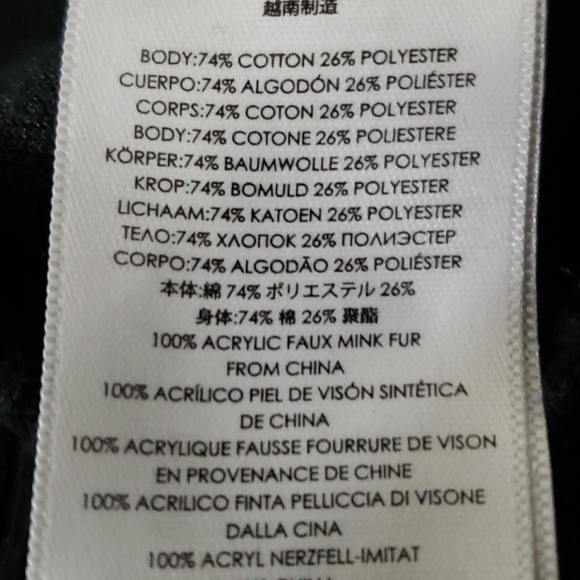 越南制造
BODY:74% COTTON 26% POLYESTER
CUERPO:74% ALGODÓN 26% POLIÉSTER
CORPS:74% COTON 26% POLYESTER
BODY:74% COTONE 26% POLIESTERE
KÖRPER:74% BAUMWOLLE 26% POLYESTER
KROP:74% BOMULD 26% POLYESTER
LICHAAM:74% KATOEN 26% POLYESTER
ТЕЛО:74% ХЛОПОК 26% ПОЛИЭСТЕР
CORPO:74% ALGODÃO 26% POLIÉSTER
本体:綿 74% ポリエステル 26%
身体:74% 棉 26% 聚酯
100% ACRYLIC FAUX MINK FUR
FROM CHINA
100% ACRÍLICO PIEL DE VISÓN SINTÉTICA
DE CHINA
100% ACRYLIQUE FAUSSE FOURRURE DE VISON
EN PROVENANCE DE CHINE
100% ACRILICO FINTA PELLICCIA DI VISONE
DALLA CINA
100% ACRYL NERZFELL-IMITAT